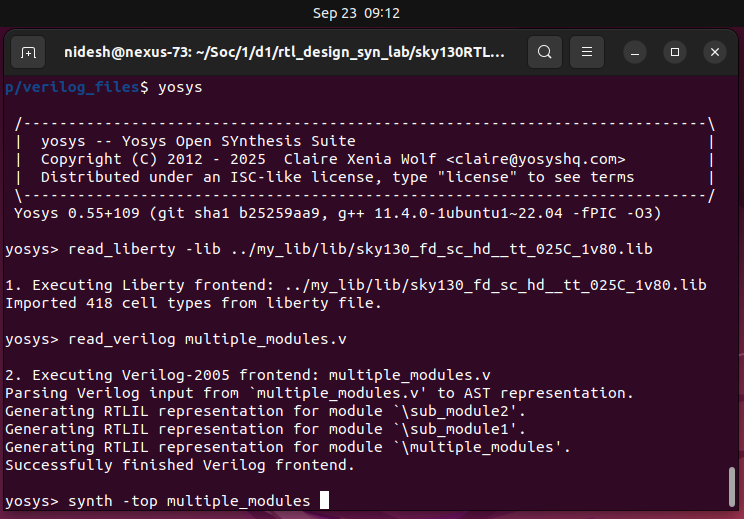 Sep 23 09:12
nidesh@nexus-73: ~/Soc/1/d1/rtl_design_syn_lab/sky130RTL...
p/verilog_files$ yosys
/----------------------------------------------------------------------------\
|  yosys -- Yosys Open SYnthesis Suite                                       |
|  Copyright (C) 2012 - 2025  Claire Xenia Wolf <claire@yosyshq.com>         |
|  Distributed under an ISC-like license, type "license" to see terms        |
\----------------------------------------------------------------------------/
Yosys 0.55+109 (git sha1 b25259aa9, g++ 11.4.0-1ubuntu1~22.04 -fPIC -O3)
yosys> read_liberty -lib ../my_lib/lib/sky130_fd_sc_hd__tt_025C_1v80.lib
1. Executing Liberty frontend: ../my_lib/lib/sky130_fd_sc_hd__tt_025C_1v80.lib
Imported 418 cell types from liberty file.
yosys> read_verilog multiple_modules.v
2. Executing Verilog-2005 frontend: multiple_modules.v
Parsing Verilog input from `multiple_modules.v' to AST representation.
Generating RTLIL representation for module `\sub_module2'.
Generating RTLIL representation for module `\sub_module1'.
Generating RTLIL representation for module `\multiple_modules'.
Successfully finished Verilog frontend.
yosys> synth -top multiple_modules